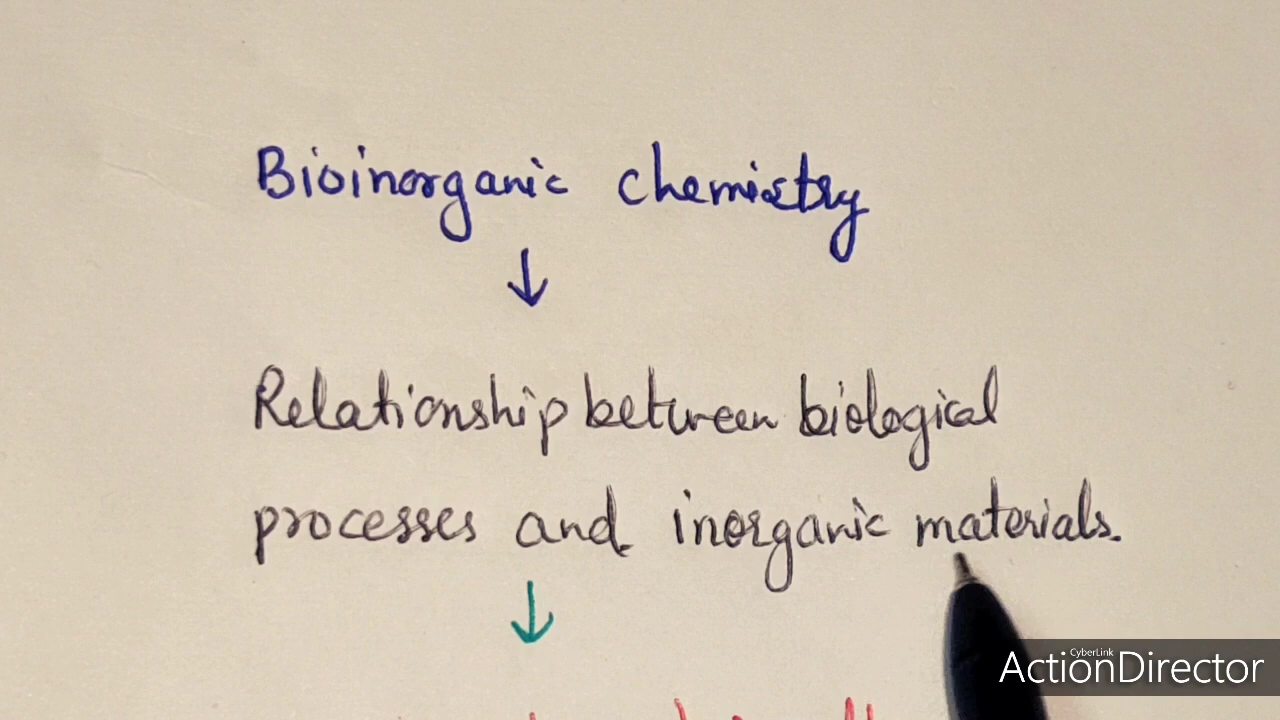 Bioinorganic chemistry
↓
Relationship between biological
processes and inorganic materials.
↓
CyberLink
ActionDirector